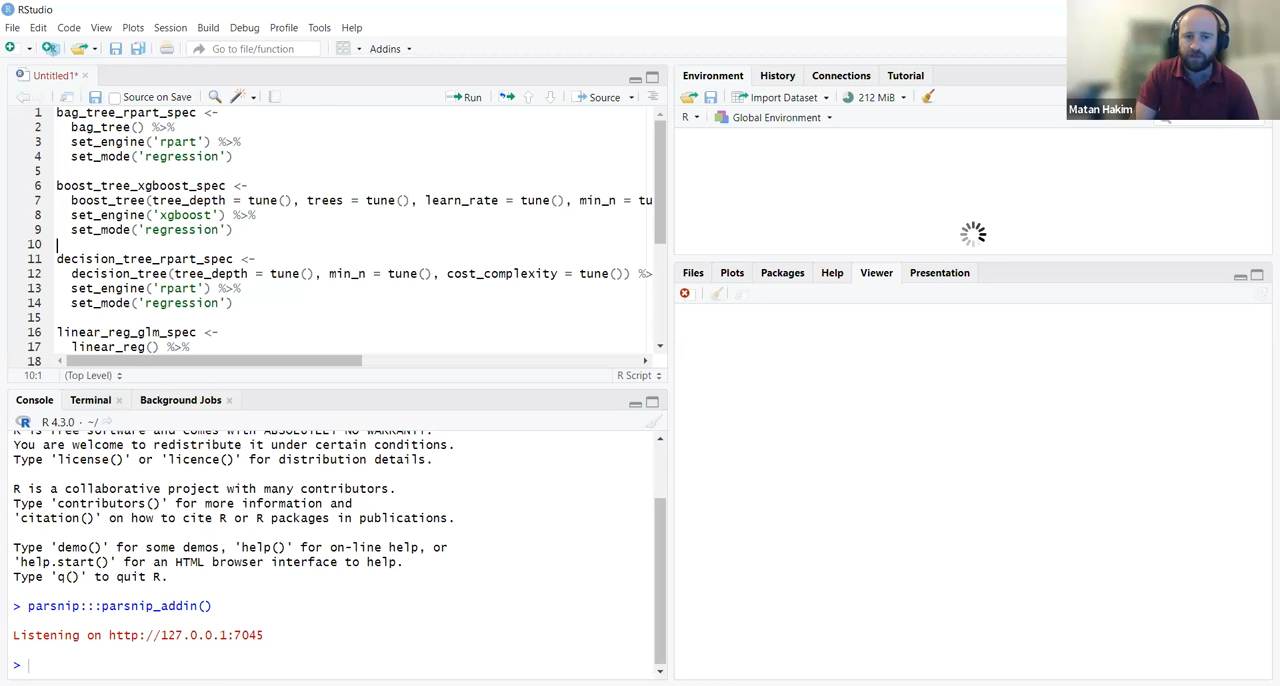 RStudio
File Edit Code View Plots Session Build Debug Profile Tools Help
Go to file/function Addins
Untitled1*
Source on Save Run Source
1 bag_tree_rpart_spec <-
2 bag_tree() %>%
3 set_engine('rpart') %>%
4 set_mode('regression')
5
6 boost_tree_xgboost_spec <-
7 boost_tree(tree_depth = tune(), trees = tune(), learn_rate = tune(), min_n = tu
8 set_engine('xgboost') %>%
9 set_mode('regression')
10
11 decision_tree_rpart_spec <-
12 decision_tree(tree_depth = tune(), min_n = tune(), cost_complexity = tune()) %>
13 set_engine('rpart') %>%
14 set_mode('regression')
15
16 linear_reg_glm_spec <-
17 linear_reg() %>%
18
10:1 (Top Level) R Script
Console Terminal Background Jobs
R 4.3.0 · ~/
R is free software and comes with ABSOLUTELY NO WARRANTY.
You are welcome to redistribute it under certain conditions.
Type 'license()' or 'licence()' for distribution details.
R is a collaborative project with many contributors.
Type 'contributors()' for more information and
'citation()' on how to cite R or R packages in publications.
Type 'demo()' for some demos, 'help()' for on-line help, or
'help.start()' for an HTML browser interface to help.
Type 'q()' to quit R.
> parsnip:::parsnip_addin()
Listening on http://127.0.0.1:7045
>
Environment History Connections Tutorial
Import Dataset 212 MiB
R Global Environment
Files Plots Packages Help Viewer Presentation
Matan Hakim